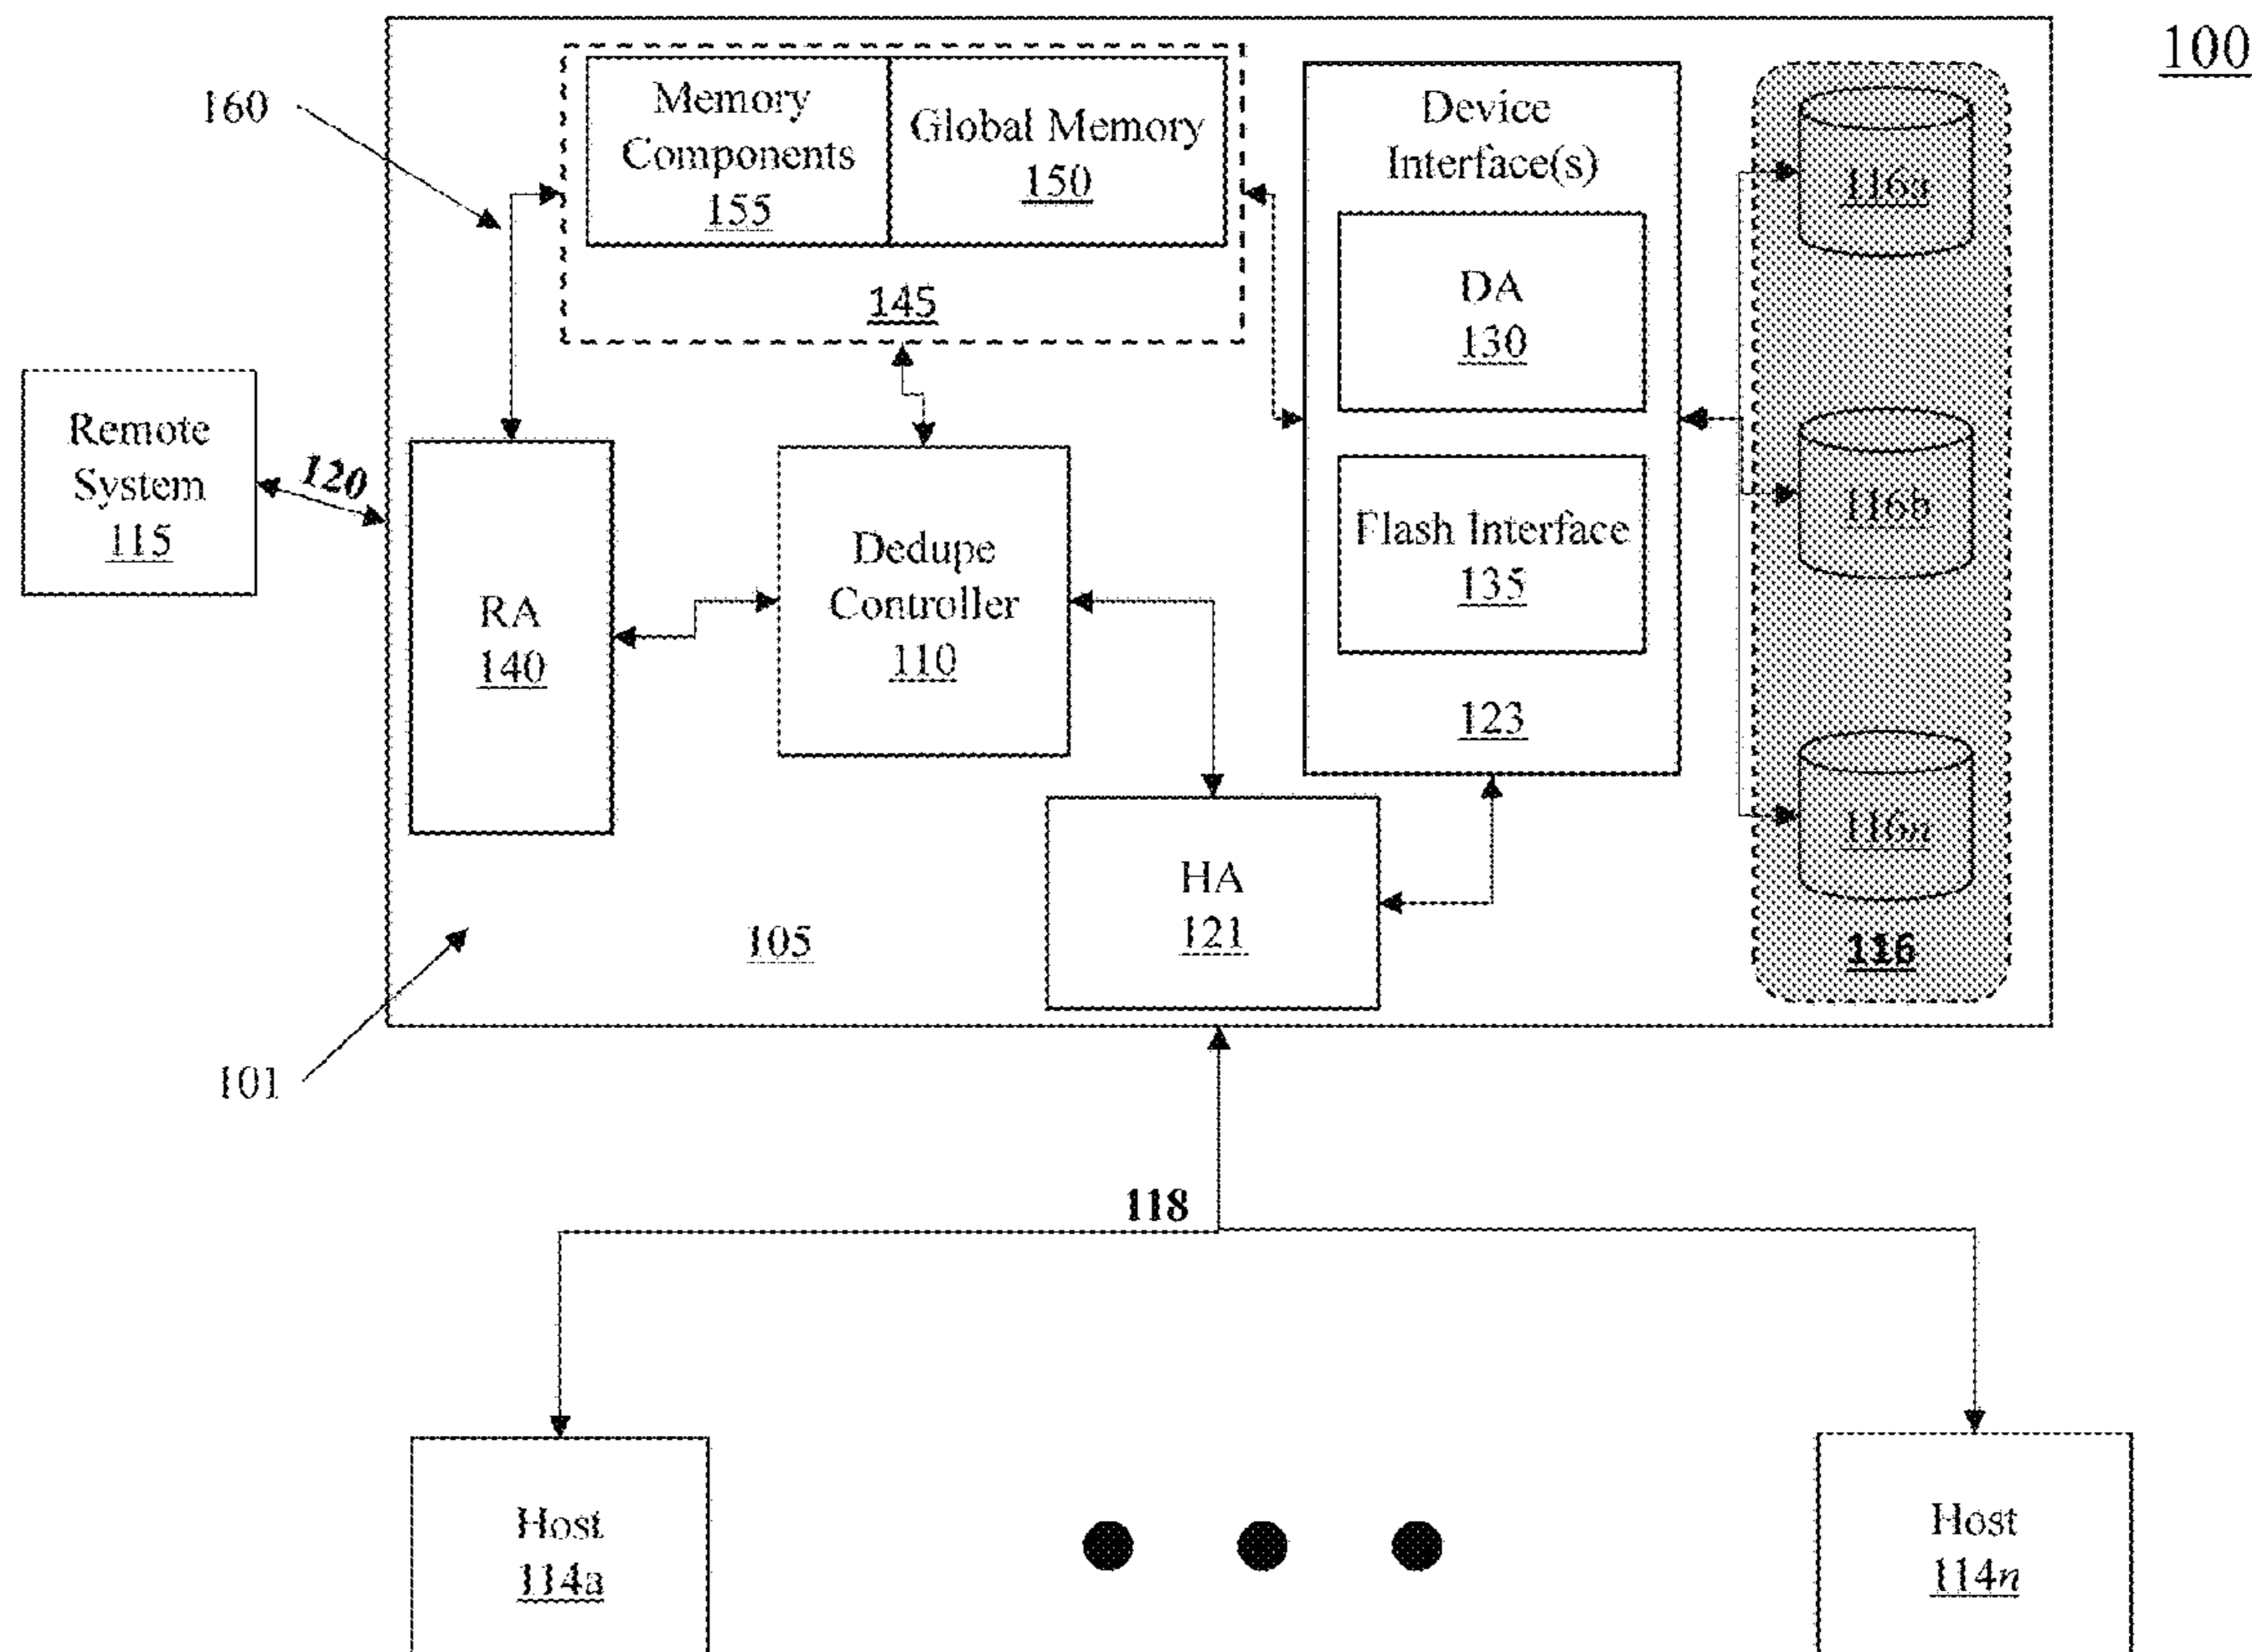 100
160
Memory
Components
155
Global Memory
150
145
Device
Interface(s)
DA
130
Flash Interface
135
123
116a
116b
116n
116
Remote
System
115
120
RA
140
Dedupe
Controller
110
HA
121
105
101
118
Host
114a
Host
114n